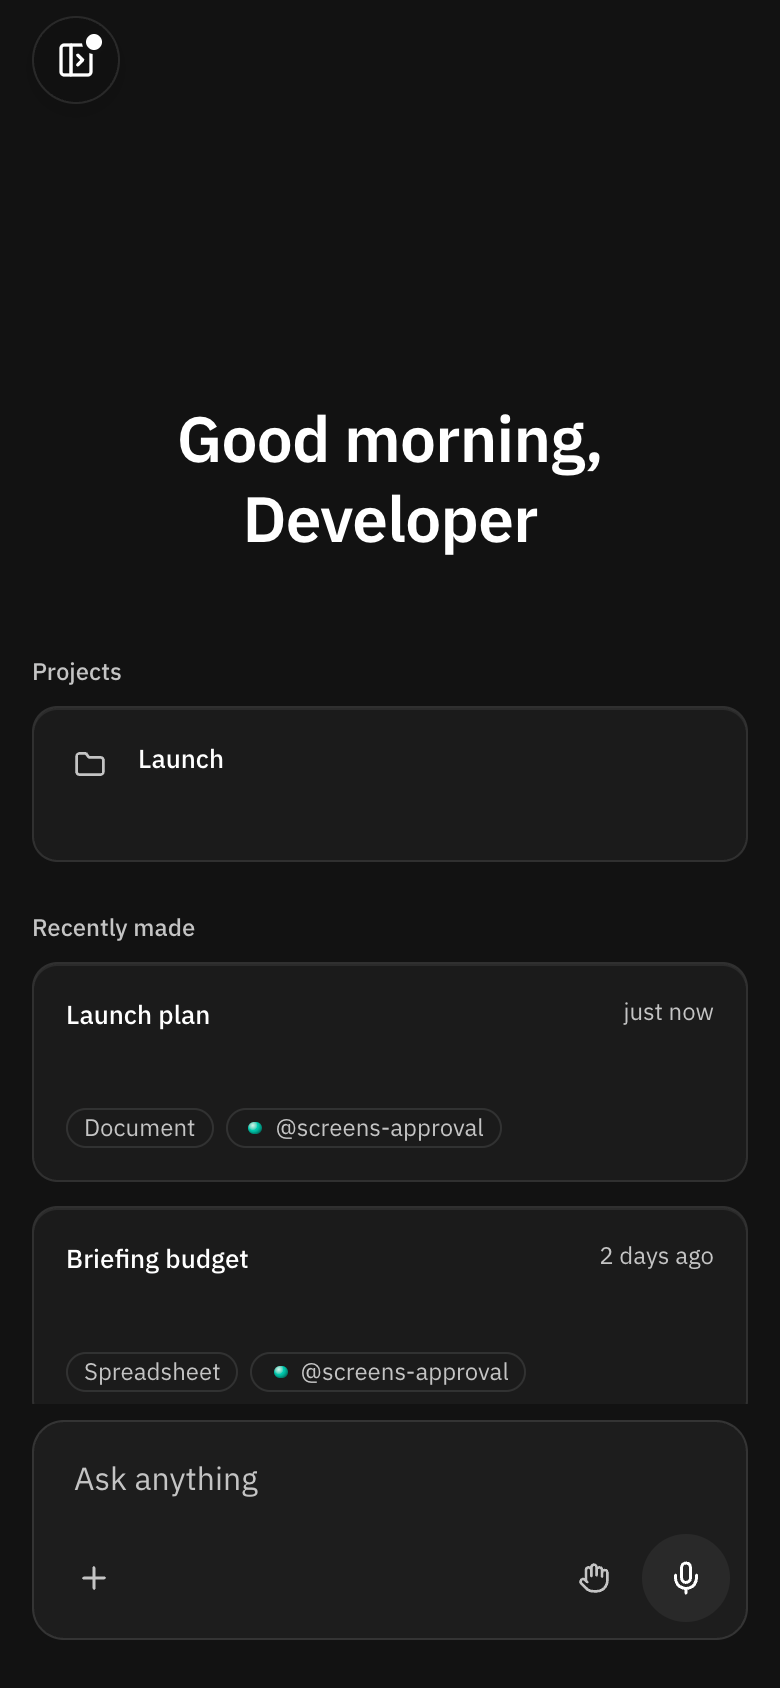 Good morning,
Developer
Projects
Launch
Recently made
Launch plan
just now
Document
@screens-approval
Briefing budget
2 days ago
Spreadsheet
@screens-approval
Ask anything